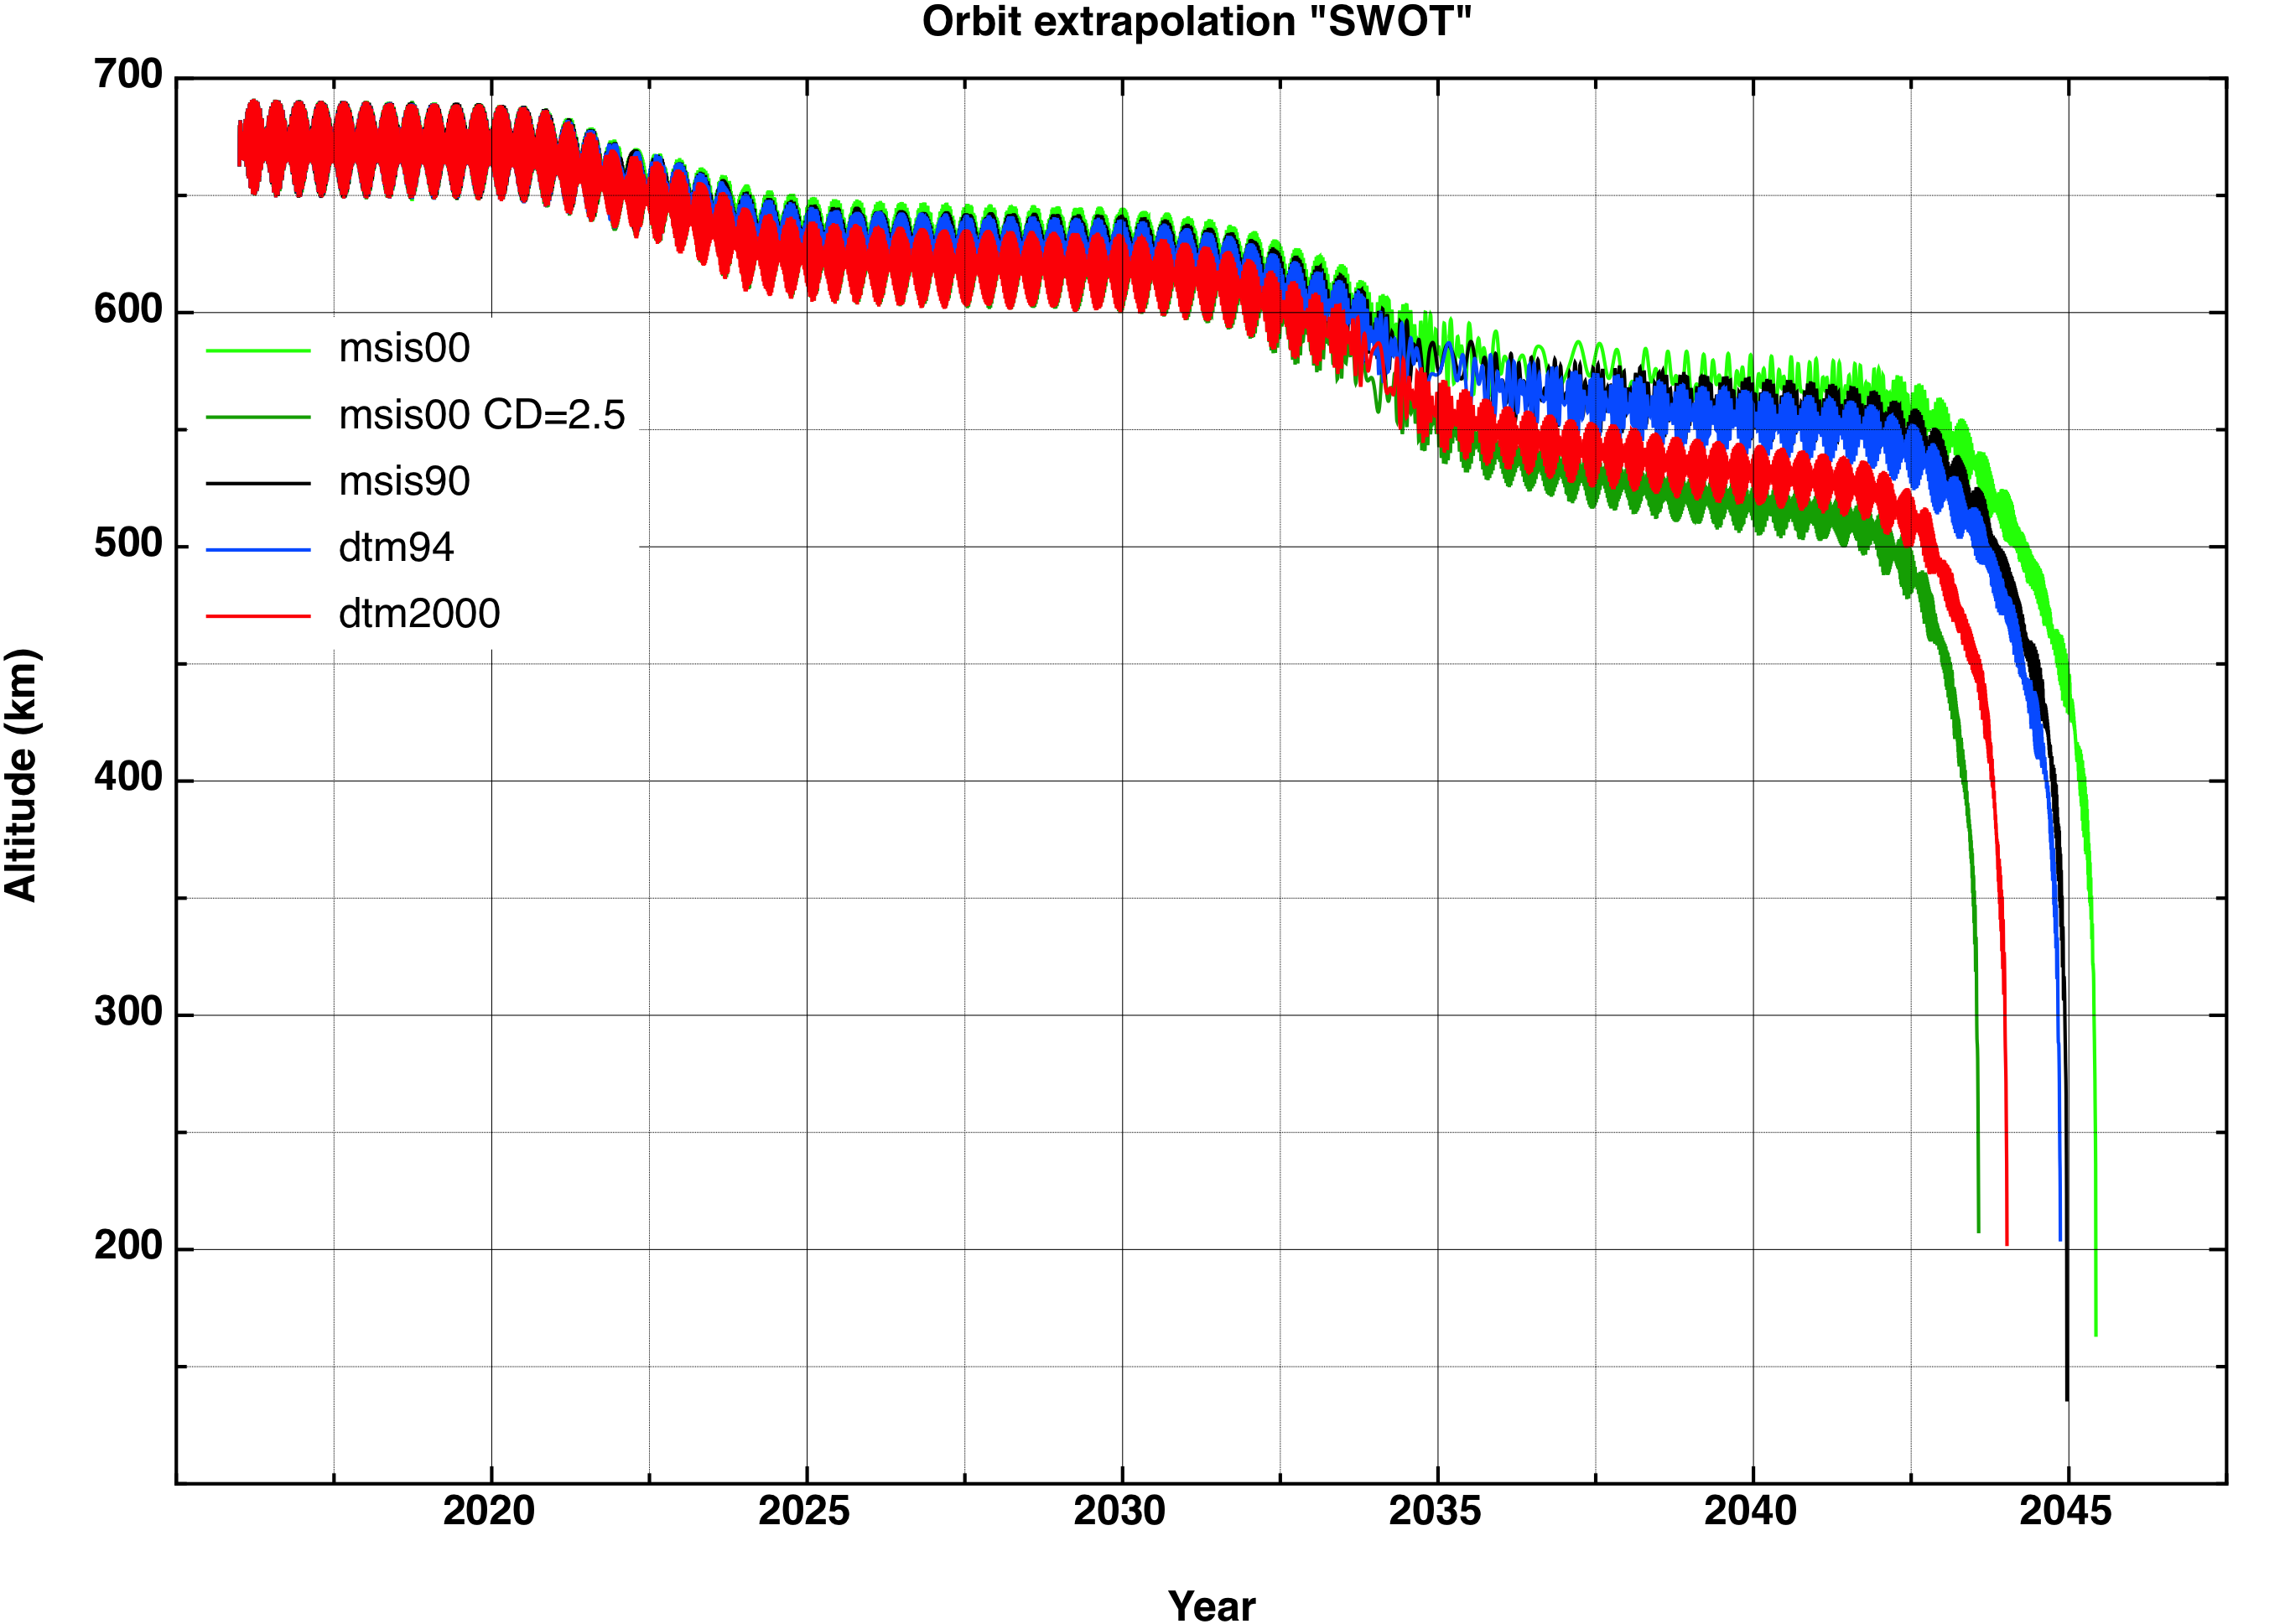 Orbit extrapolation "SWOT"
700
600
500
400
300
200
Altitude (km)
msis00
msis00 CD=2.5
msis90
dtm94
dtm2000
2020 2025 2030 2035 2040 2045
Year